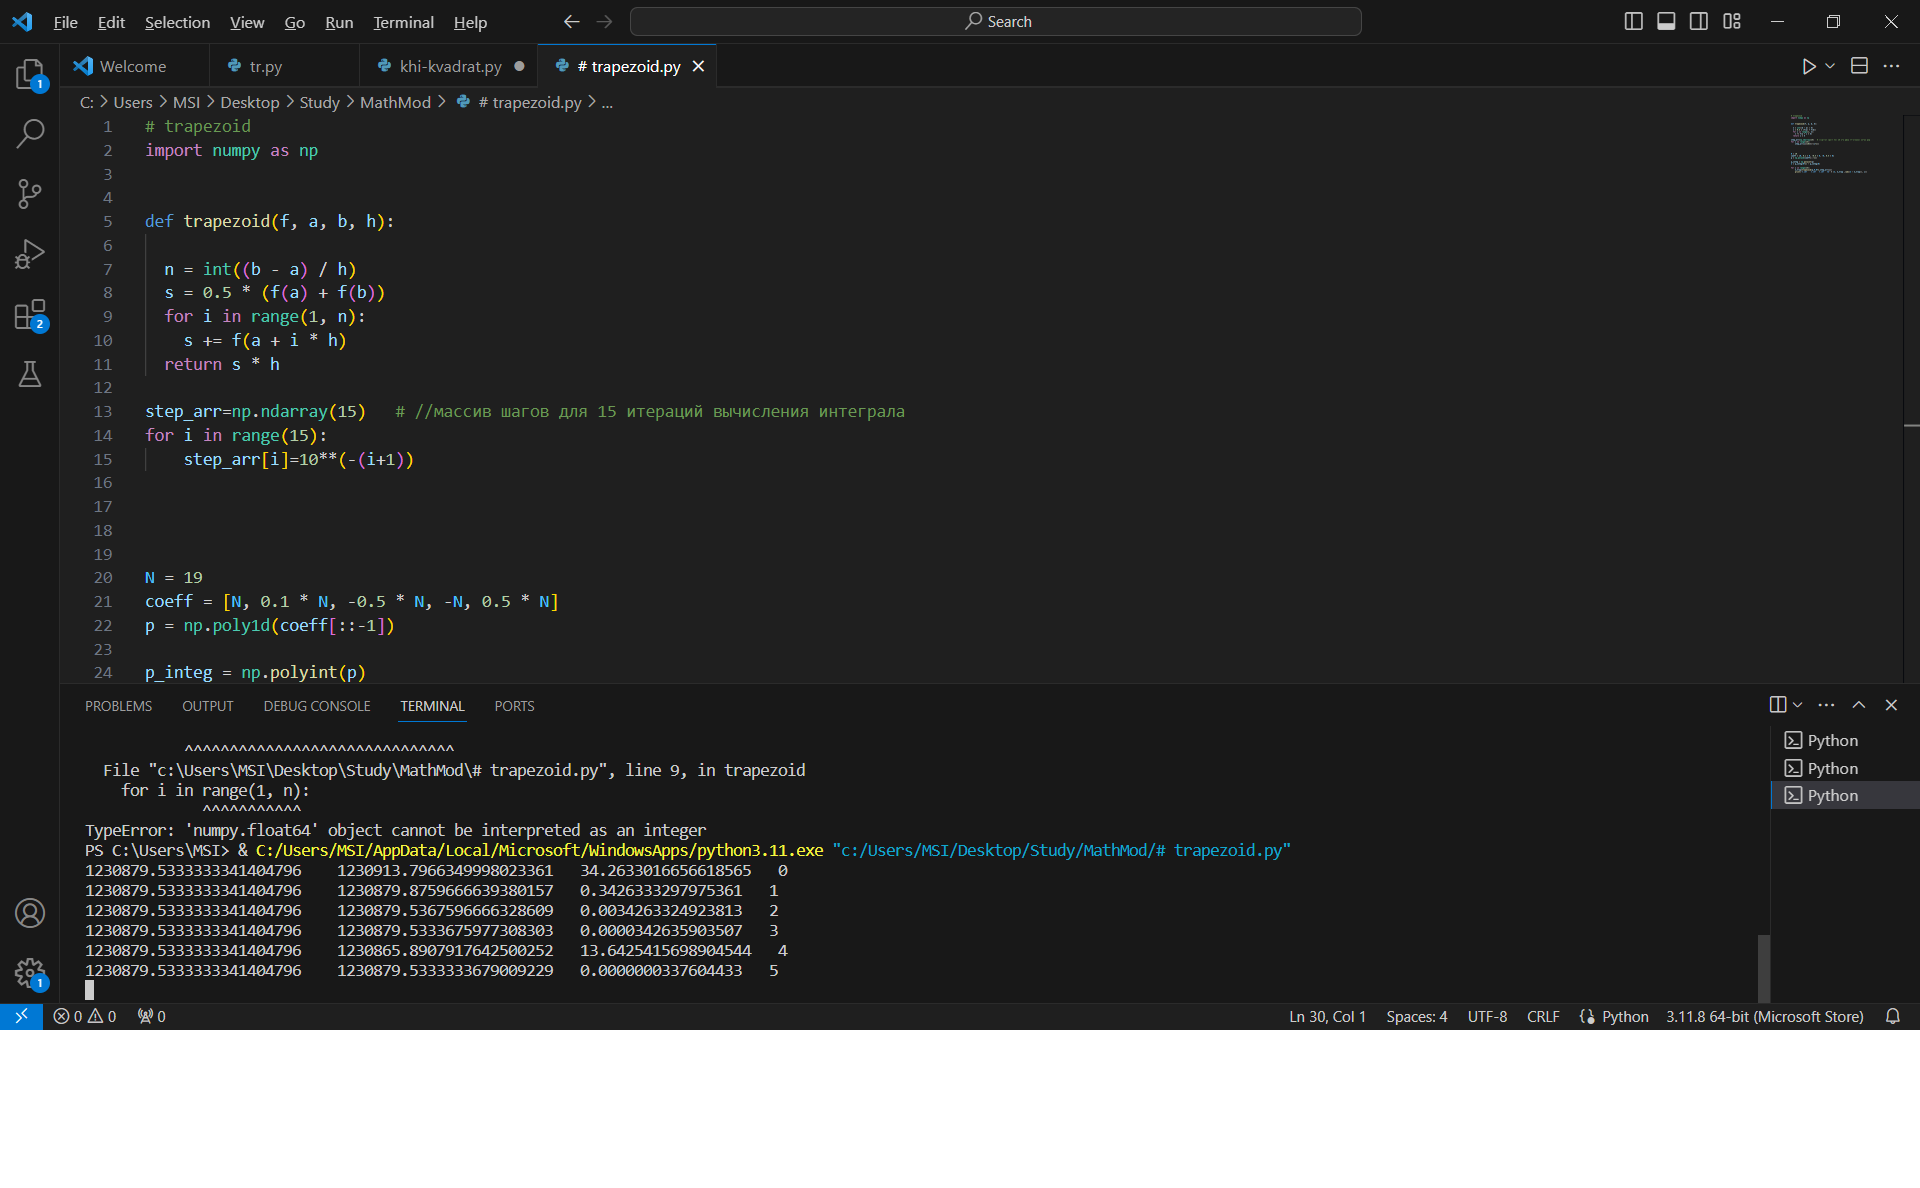 File Edit Selection View Go Run Terminal Help Search
Welcome tr.py khi-kvadrat.py # trapezoid.py
C: > Users > MSI > Desktop > Study > MathMod > # trapezoid.py > ...
1 # trapezoid
2 import numpy as np
3
4
5 def trapezoid(f, a, b, h):
6
7 n = int((b - a) / h)
8 s = 0.5 * (f(a) + f(b))
9 for i in range(1, n):
10 s += f(a + i * h)
11 return s * h
12
13 step_arr=np.ndarray(15) # //массив шагов для 15 итераций вычисления интеграла
14 for i in range(15):
15 step_arr[i]=10**(-(i+1))
16
17
18
19
20 N = 19
21 coeff = [N, 0.1 * N, -0.5 * N, -N, 0.5 * N]
22 p = np.poly1d(coeff[::-1])
23
24 p_integ = np.polyint(p)
PROBLEMS OUTPUT DEBUG CONSOLE TERMINAL PORTS
^^^^^^^^^^^^^^^^^^^^^^^^^^^^^^
File "c:\Users\MSI\Desktop\Study\MathMod\# trapezoid.py", line 9, in trapezoid
for i in range(1, n):
^^^^^^^^^^^
TypeError: 'numpy.float64' object cannot be interpreted as an integer
PS C:\Users\MSI> & C:/Users/MSI/AppData/Local/Microsoft/WindowsApps/python3.11.exe "c:/Users/MSI/Desktop/Study/MathMod/# trapezoid.py"
1230879.5333333341404796 1230913.7966349998023361 34.2633016656618565 0
1230879.5333333341404796 1230879.8759666639380157 0.3426333297975361 1
1230879.5333333341404796 1230879.5367596666328609 0.0034263324923813 2
1230879.5333333341404796 1230879.5333675977308303 0.0000342635903507 3
1230879.5333333341404796 1230865.8907917642500252 13.6425415698904544 4
1230879.5333333341404796 1230879.5333333679009229 0.0000000337604433 5
Python
Python
Python
1
2
1
0 0 0 Ln 30, Col 1 Spaces: 4 UTF-8 CRLF Python 3.11.8 64-bit (Microsoft Store)